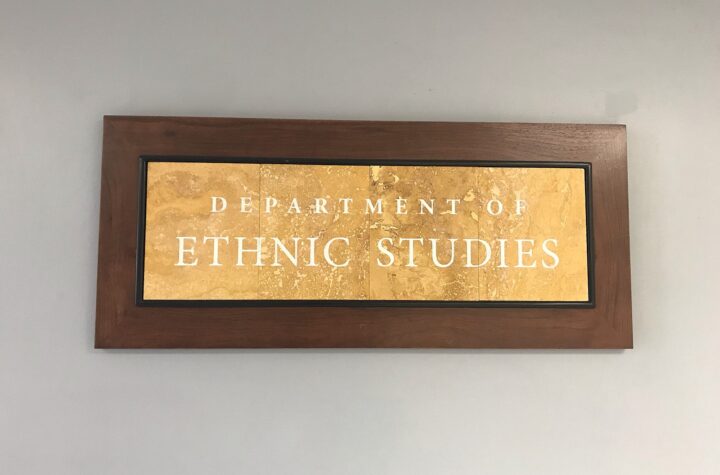 DEPARTMENT OF
ETHNIC STUDIES